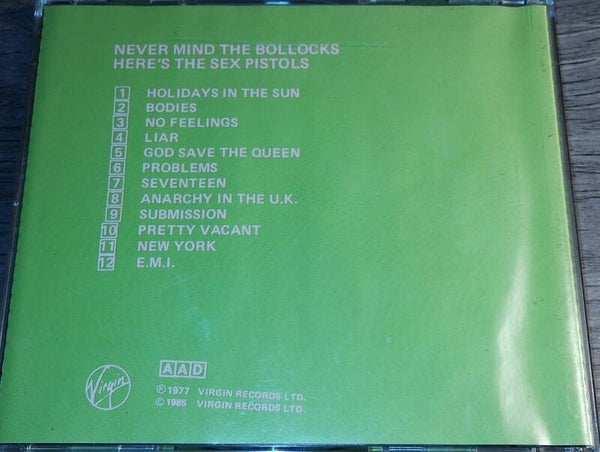 NEVER MIND THE BOLLOCKS
HERE'S THE SEX PISTOLS
1 HOLIDAYS IN THE SUN
2 BODIES
3 NO FEELINGS
4 LIAR
5 GOD SAVE THE QUEEN
6 PROBLEMS
7 SEVENTEEN
8 ANARCHY IN THE U.K.
9 SUBMISSION
10 PRETTY VACANT
11 NEW YORK
12 E.M.I.
Virgin
AAD
℗ 1977 VIRGIN RECORDS LTD.
© 1985 VIRGIN RECORDS LTD.